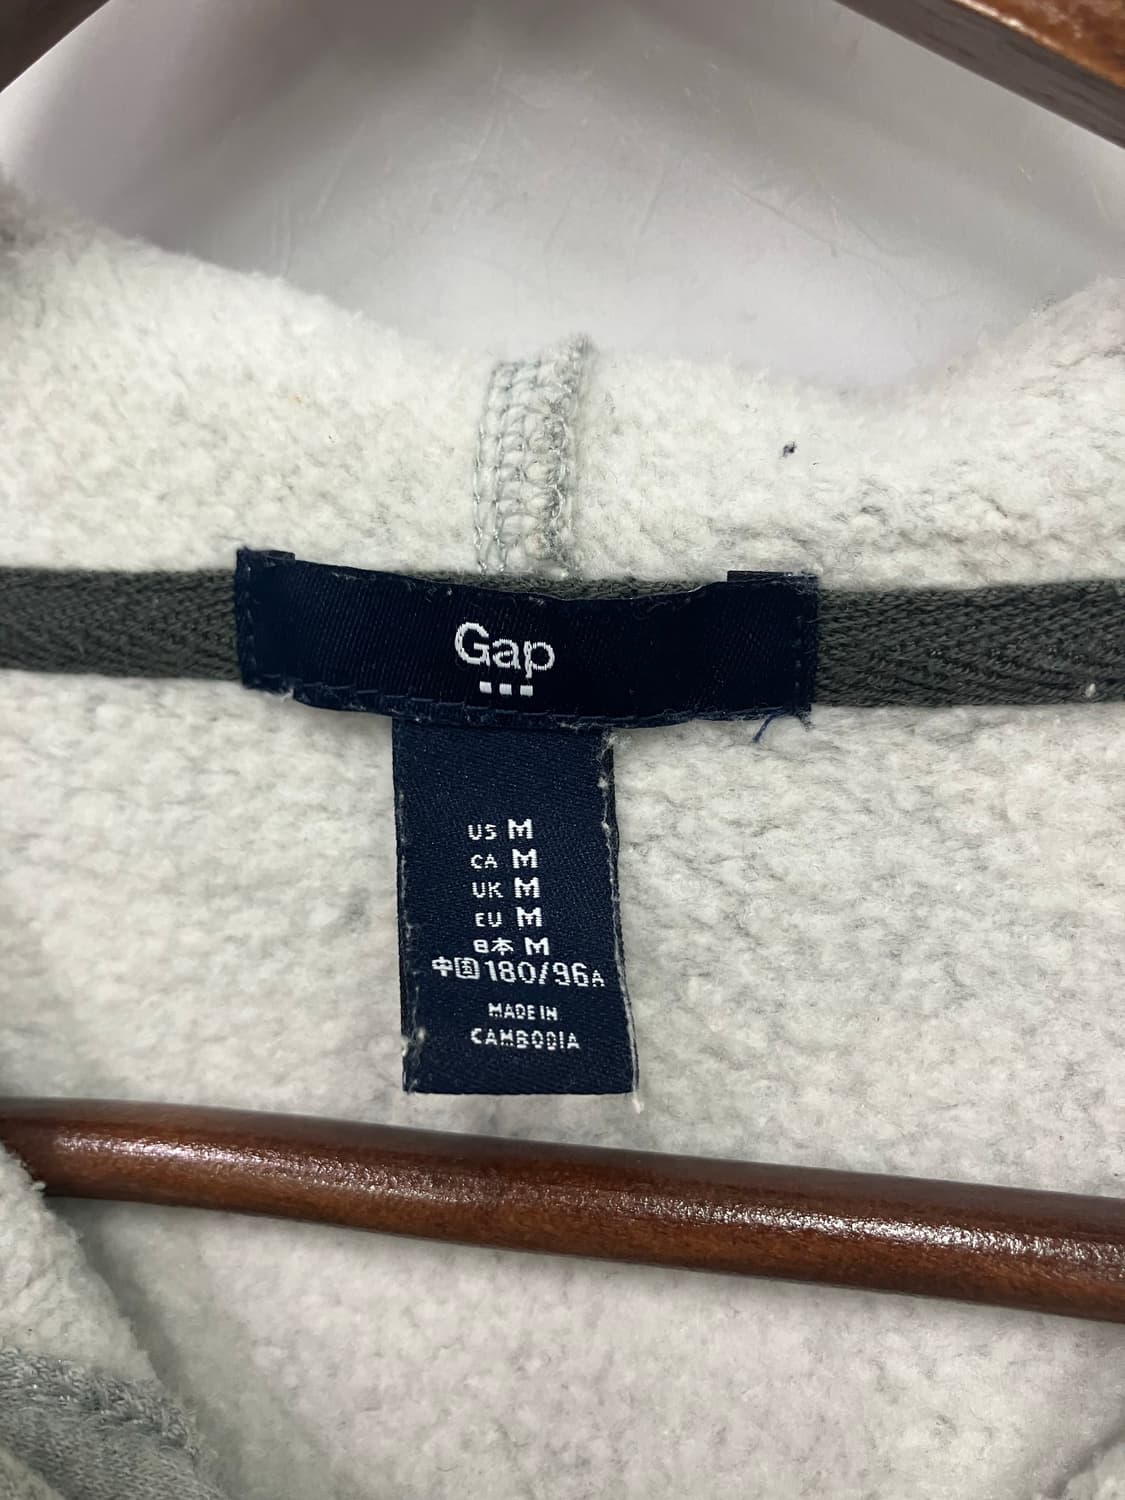 Gap
US M
CA M
UK M
EU M
日本 M
中国 180/96A
MADE IN
CAMBODIA